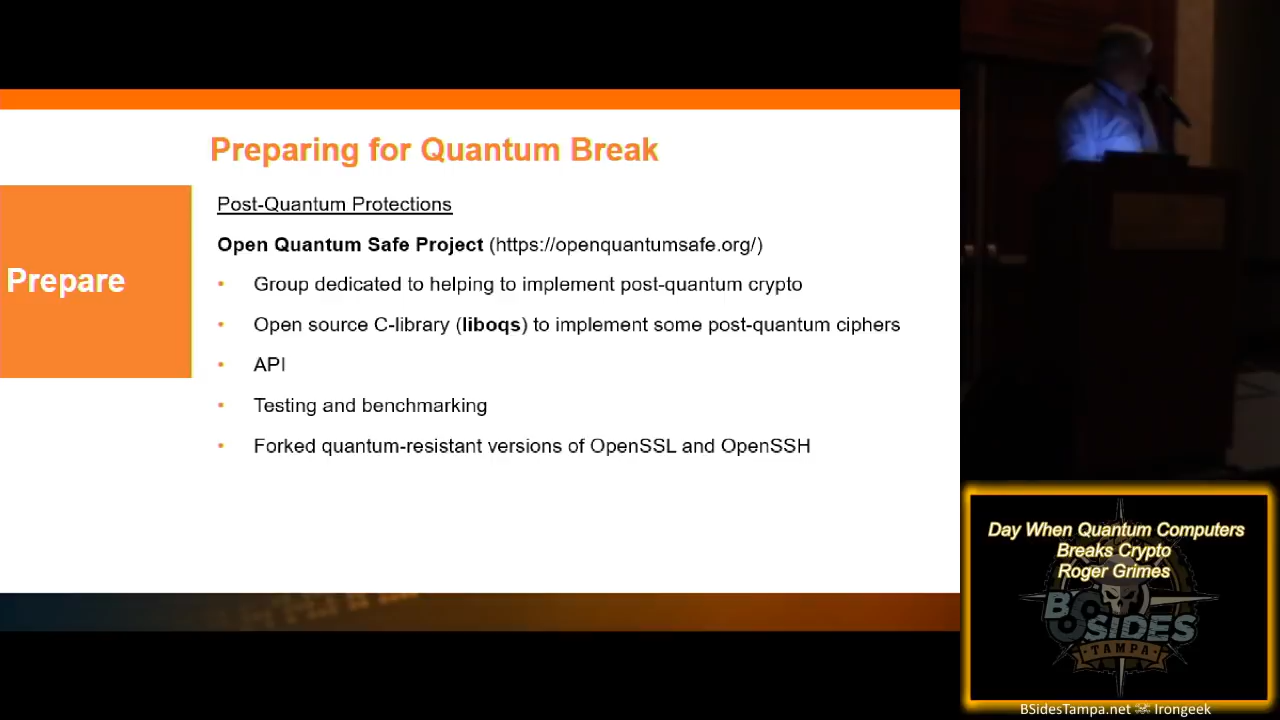 Preparing for Quantum Break
Prepare
Post-Quantum Protections
Open Quantum Safe Project (https://openquantumsafe.org/)
• Group dedicated to helping to implement post-quantum crypto
• Open source C-library (liboqs) to implement some post-quantum ciphers
• API
• Testing and benchmarking
• Forked quantum-resistant versions of OpenSSL and OpenSSH
Day When Quantum Computers
Breaks Crypto
Roger Grimes
BSIDES
TAMPA
BSidesTampa.net ☠ Irongeek